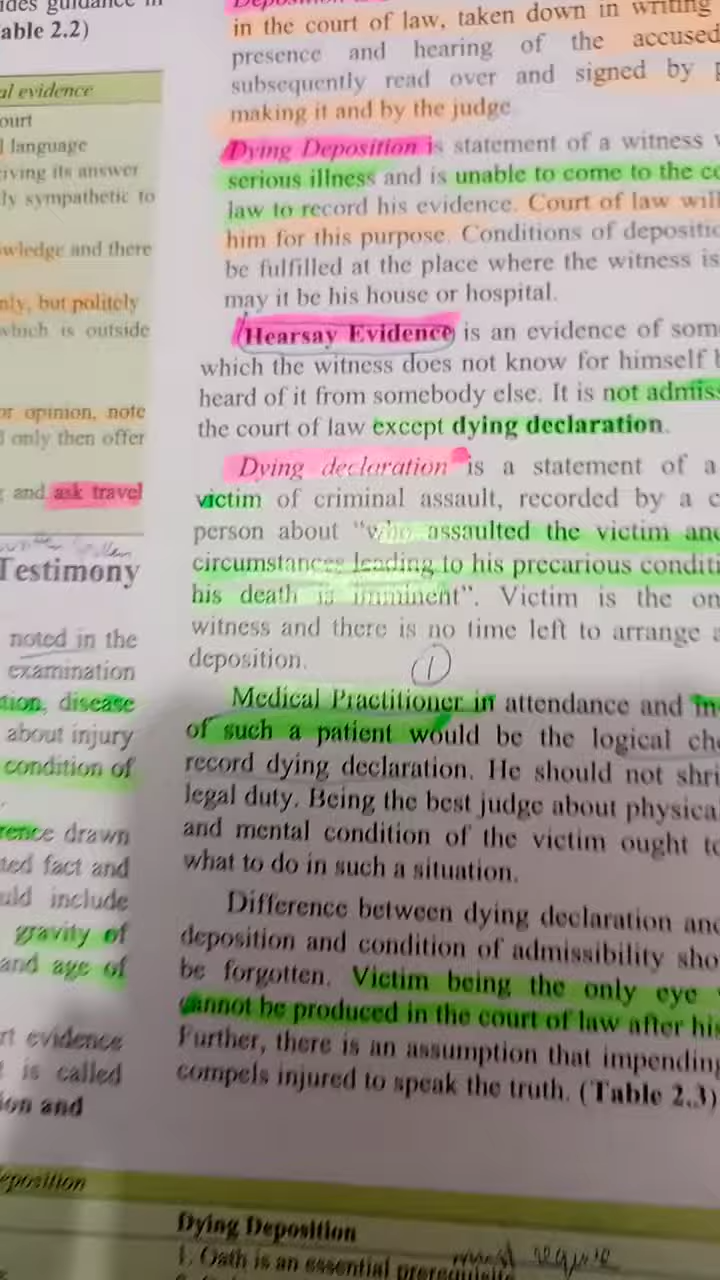 ides guidance in
able 2.2)
al evidence
ourt
l language
iving its answer
ly sympathetic to
wledge and there
nly, but politely
which is outside
or opinion, note
l only then offer
and ask travel
Testimony
noted in the
examination
tion, disease
about injury
condition of
rence drawn
ted fact and
uld include
gravity of
and age of
rt evidence
t is called
ion and
in the court of law, taken down in writing
presence and hearing of the accused
subsequently read over and signed by
making it and by the judge
Dying Deposition is statement of a witness
serious illness and is unable to come to the co
law to record his evidence. Court of law will
him for this purpose. Conditions of depositio
be fulfilled at the place where the witness is
may it be his house or hospital.
Hearsay Evidence is an evidence of som
which the witness does not know for himself b
heard of it from somebody else. It is not admis
the court of law except dying declaration.
Dying declaration is a statement of a
victim of criminal assault, recorded by a c
person about "who assaulted the victim and
circumstances leading to his precarious conditi
his death is imminent". Victim is the on
witness and there is no time left to arrange a
deposition.
1
Medical Practitioner in attendance and in
of such a patient would be the logical cho
record dying declaration. He should not shri
legal duty. Being the best judge about physica
and mental condition of the victim ought to
what to do in such a situation.
Difference between dying declaration and
deposition and condition of admissibility sho
be forgotten. Victim being the only eye
cannot be produced in the court of law after his
Further, there is an assumption that impending
compels injured to speak the truth. (Table 2.3)
eposition
Dying Deposition
1. Oath is an essential prerequisite